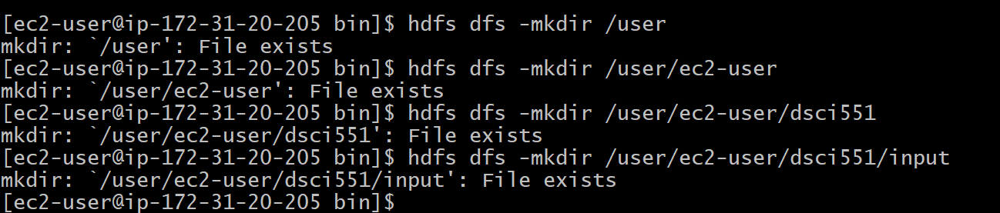 [ec2-user@ip-172-31-20-205 bin]$ hdfs dfs -mkdir /user
mkdir: `/user': File exists
[ec2-user@ip-172-31-20-205 bin]$ hdfs dfs -mkdir /user/ec2-user
mkdir: `/user/ec2-user': File exists
[ec2-user@ip-172-31-20-205 bin]$ hdfs dfs -mkdir /user/ec2-user/dsci551
mkdir: `/user/ec2-user/dsci551': File exists
[ec2-user@ip-172-31-20-205 bin]$ hdfs dfs -mkdir /user/ec2-user/dsci551/input
mkdir: `/user/ec2-user/dsci551/input': File exists
[ec2-user@ip-172-31-20-205 bin]$